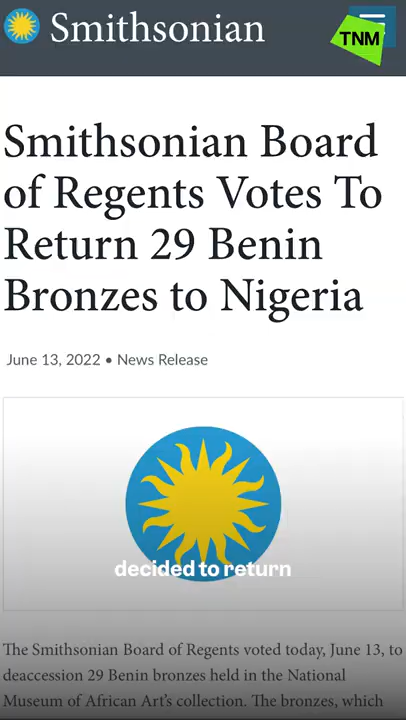 Smithsonian
TNM
Smithsonian Board
of Regents Votes To
Return 29 Benin
Bronzes to Nigeria
June 13, 2022 • News Release
decided to return
The Smithsonian Board of Regents voted today, June 13, to
deaccession 29 Benin bronzes held in the National
Museum of African Art’s collection. The bronzes, which